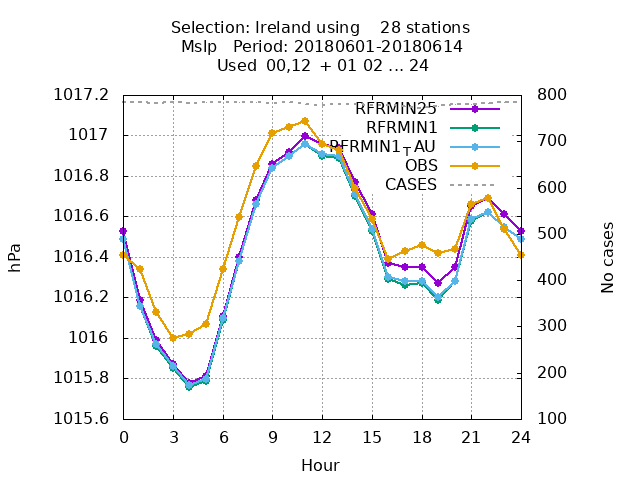 Selection: Ireland using 28 stations
Mslp Period: 20180601-20180614
Used 00,12 + 01 02 ... 24
1017.2
1017
1016.8
1016.6
1016.4
1016.2
1016
1015.8
1015.6
hPa
RFRMIN25
RFRMIN1
RFRMIN1┬AU
OBS
CASES
800
700
600
500
400
300
200
100
No cases
0 3 6 9 12 15 18 21 24
Hour